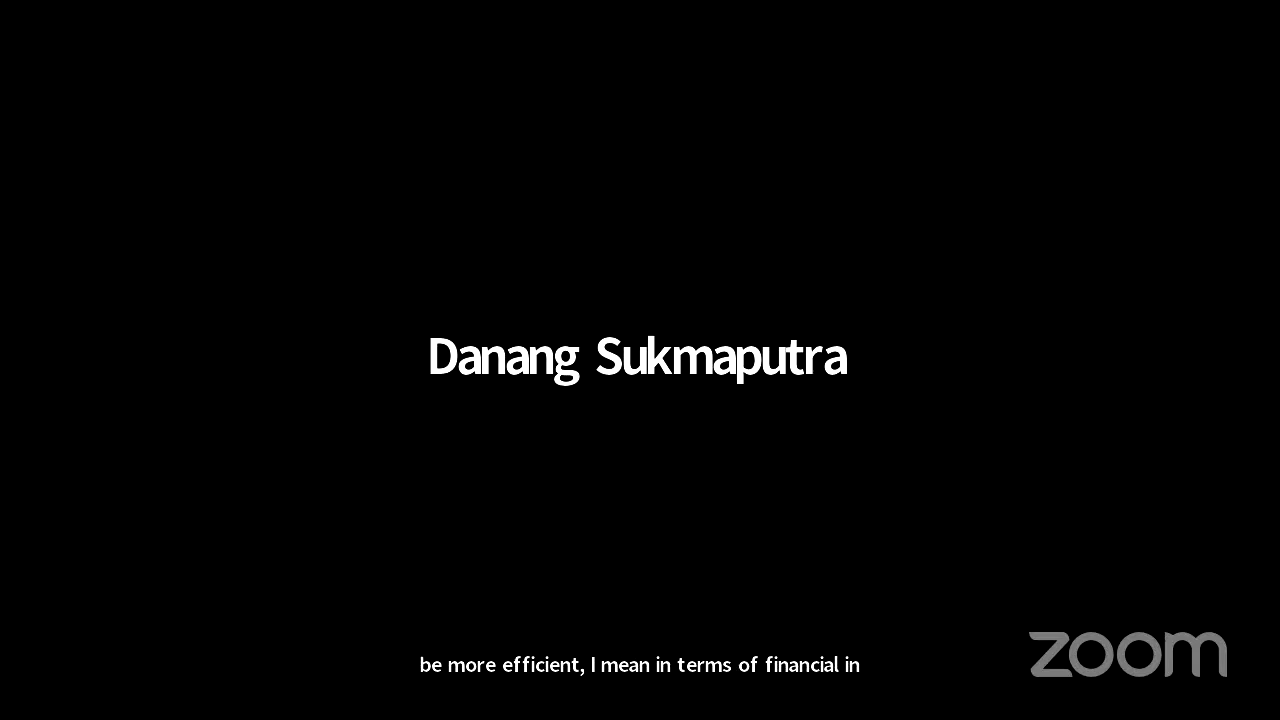 Danang Sukmaputra
be more efficient, I mean in terms of financial in
zoom